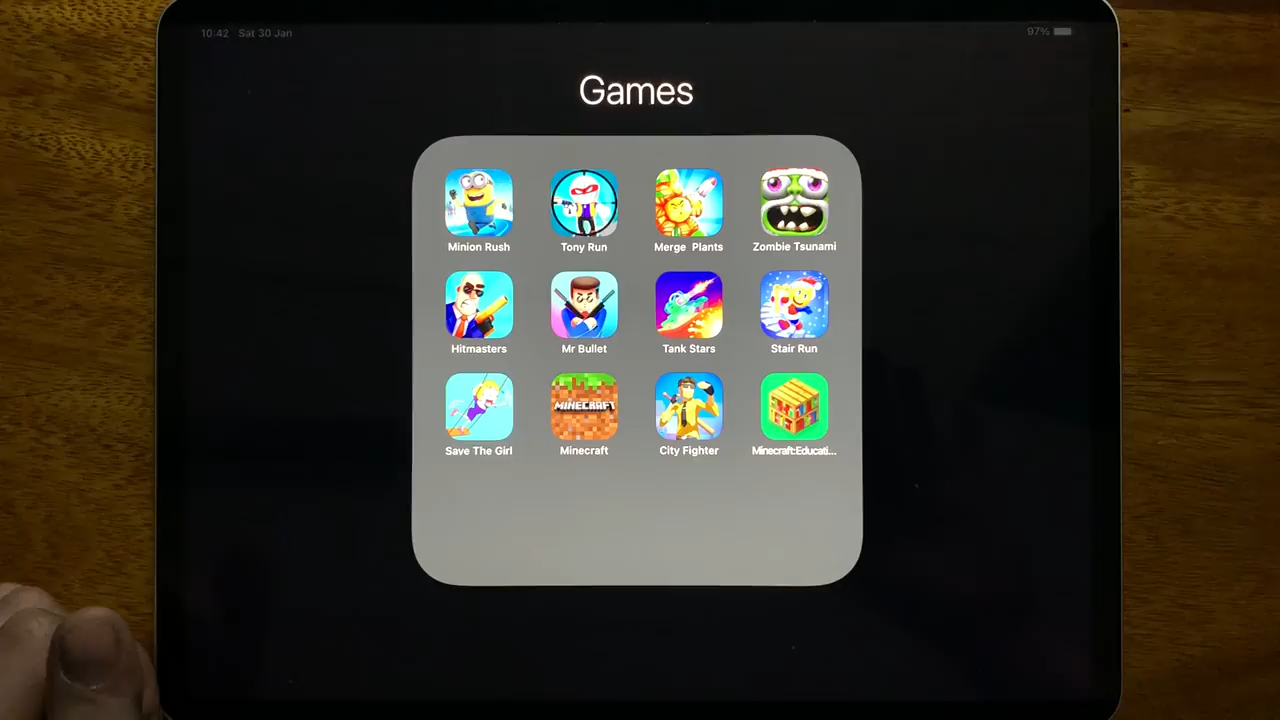 10:42 Sat 30 Jan 97%
Games
Minion Rush Tony Run Merge Plants Zombie Tsunami
Hitmasters Mr Bullet Tank Stars Stair Run
MINECRAFT
Save The Girl Minecraft City Fighter Minecraft:Educati...